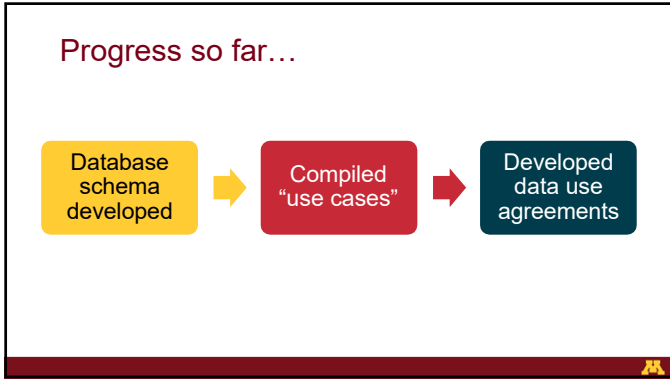 Progress so far…
Database
schema
developed
Compiled
“use cases”
Developed
data use
agreements